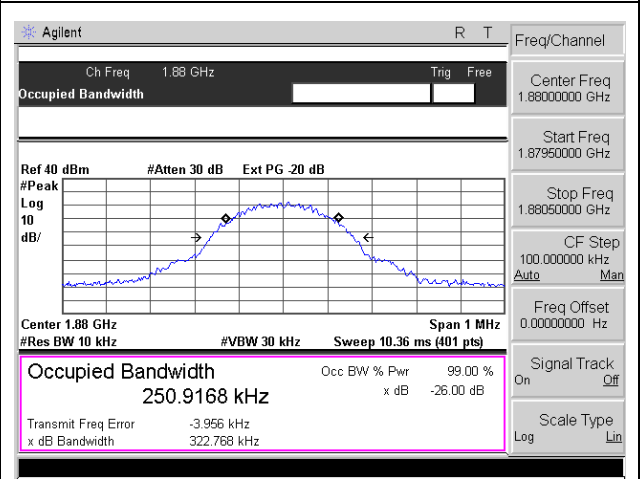 Agilent R T
Ch Freq 1.88 GHz Trig Free
Occupied Bandwidth
Ref 40 dBm #Atten 30 dB Ext PG -20 dB
#Peak
Log
10
dB/
Center 1.88 GHz Span 1 MHz
#Res BW 10 kHz #VBW 30 kHz Sweep 10.36 ms (401 pts)
Occupied Bandwidth Occ BW % Pwr 99.00 %
250.9168 kHz x dB -26.00 dB
Transmit Freq Error -3.956 kHz
x dB Bandwidth 322.768 kHz
Freq/Channel
Center Freq
1.88000000 GHz
Start Freq
1.87950000 GHz
Stop Freq
1.88050000 GHz
CF Step
100.000000 kHz
Auto Man
Freq Offset
0.00000000 Hz
Signal Track
On Off
Scale Type
Log Lin